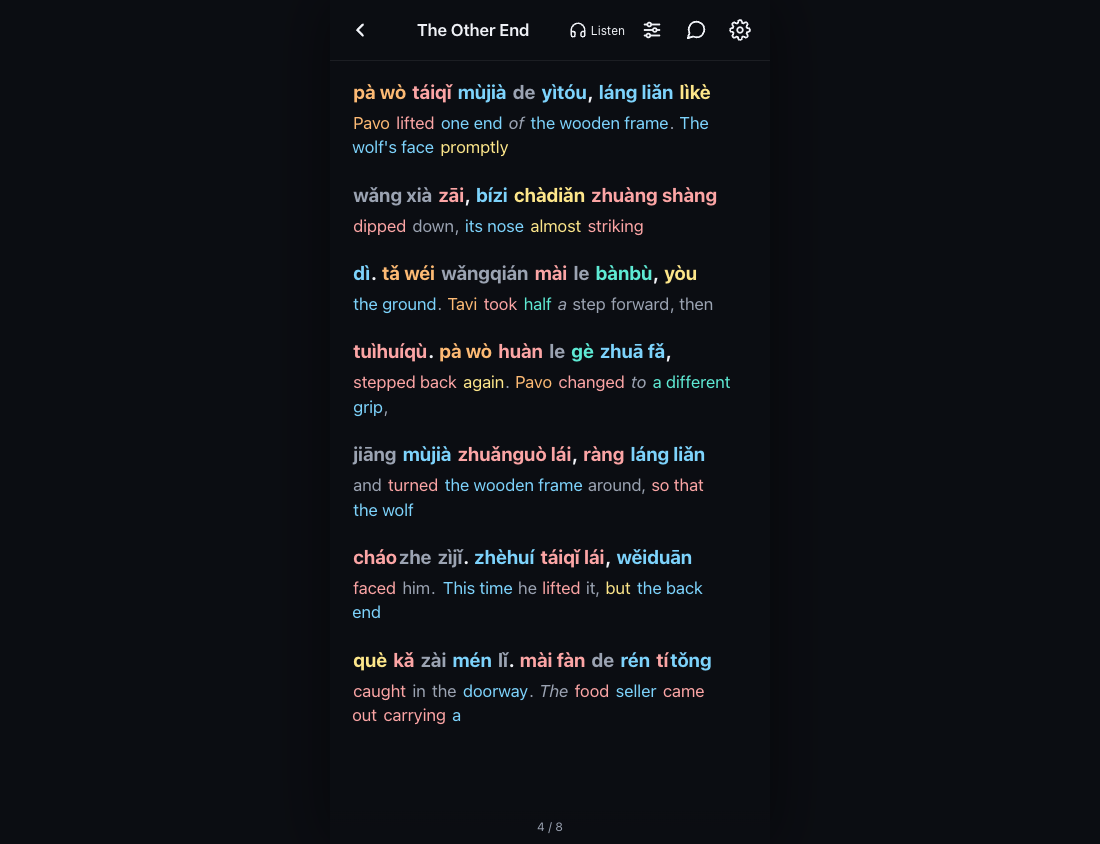 The Other End
Listen
pà wò táiqǐ mùjià de yìtóu, láng liǎn lìkè
Pavo lifted one end of the wooden frame. The
wolf's face promptly
wǎng xià zāi, bízi chàdiǎn zhuàng shàng
dipped down, its nose almost striking
dì. tǎ wéi wǎngqián mài le bànbù, yòu
the ground. Tavi took half a step forward, then
tuìhuíqù. pà wò huàn le gè zhuā fǎ,
stepped back again. Pavo changed to a different
grip,
jiāng mùjià zhuǎnguò lái, ràng láng liǎn
and turned the wooden frame around, so that
the wolf
cháo zhe zìjǐ. zhèhuí táiqǐ lái, wěiduān
faced him. This time he lifted it, but the back
end
què kǎ zài mén lǐ. mài fàn de rén tí tǒng
caught in the doorway. The food seller came
out carrying a
4 / 8